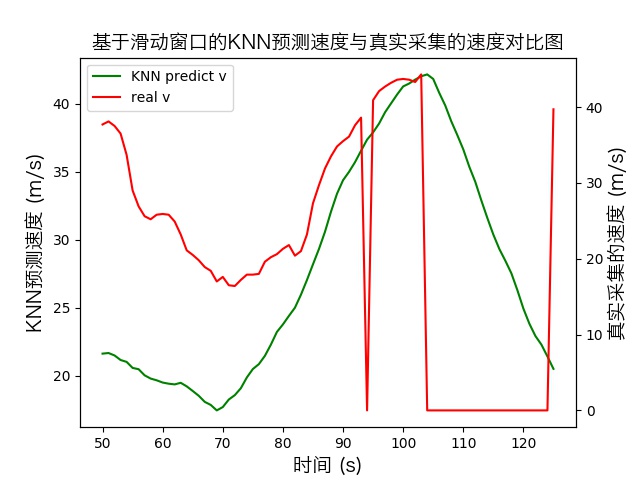 基于滑动窗口的KNN预测速度与真实采集的速度对比图
KNN predict v
real v
KNN预测速度 (m/s)
40
35
30
25
20
40
30
20
10
0
真实采集的速度 (m/s)
50 60 70 80 90 100 110 120
时间 (s)